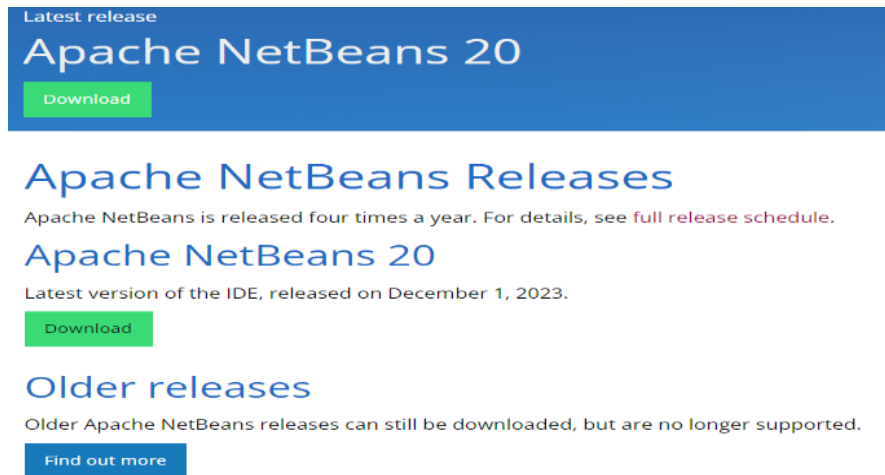 Latest release
Apache NetBeans 20
Download
Apache NetBeans Releases
Apache NetBeans is released four times a year. For details, see full release schedule.
Apache NetBeans 20
Latest version of the IDE, released on December 1, 2023.
Download
Older releases
Older Apache NetBeans releases can still be downloaded, but are no longer supported.
Find out more